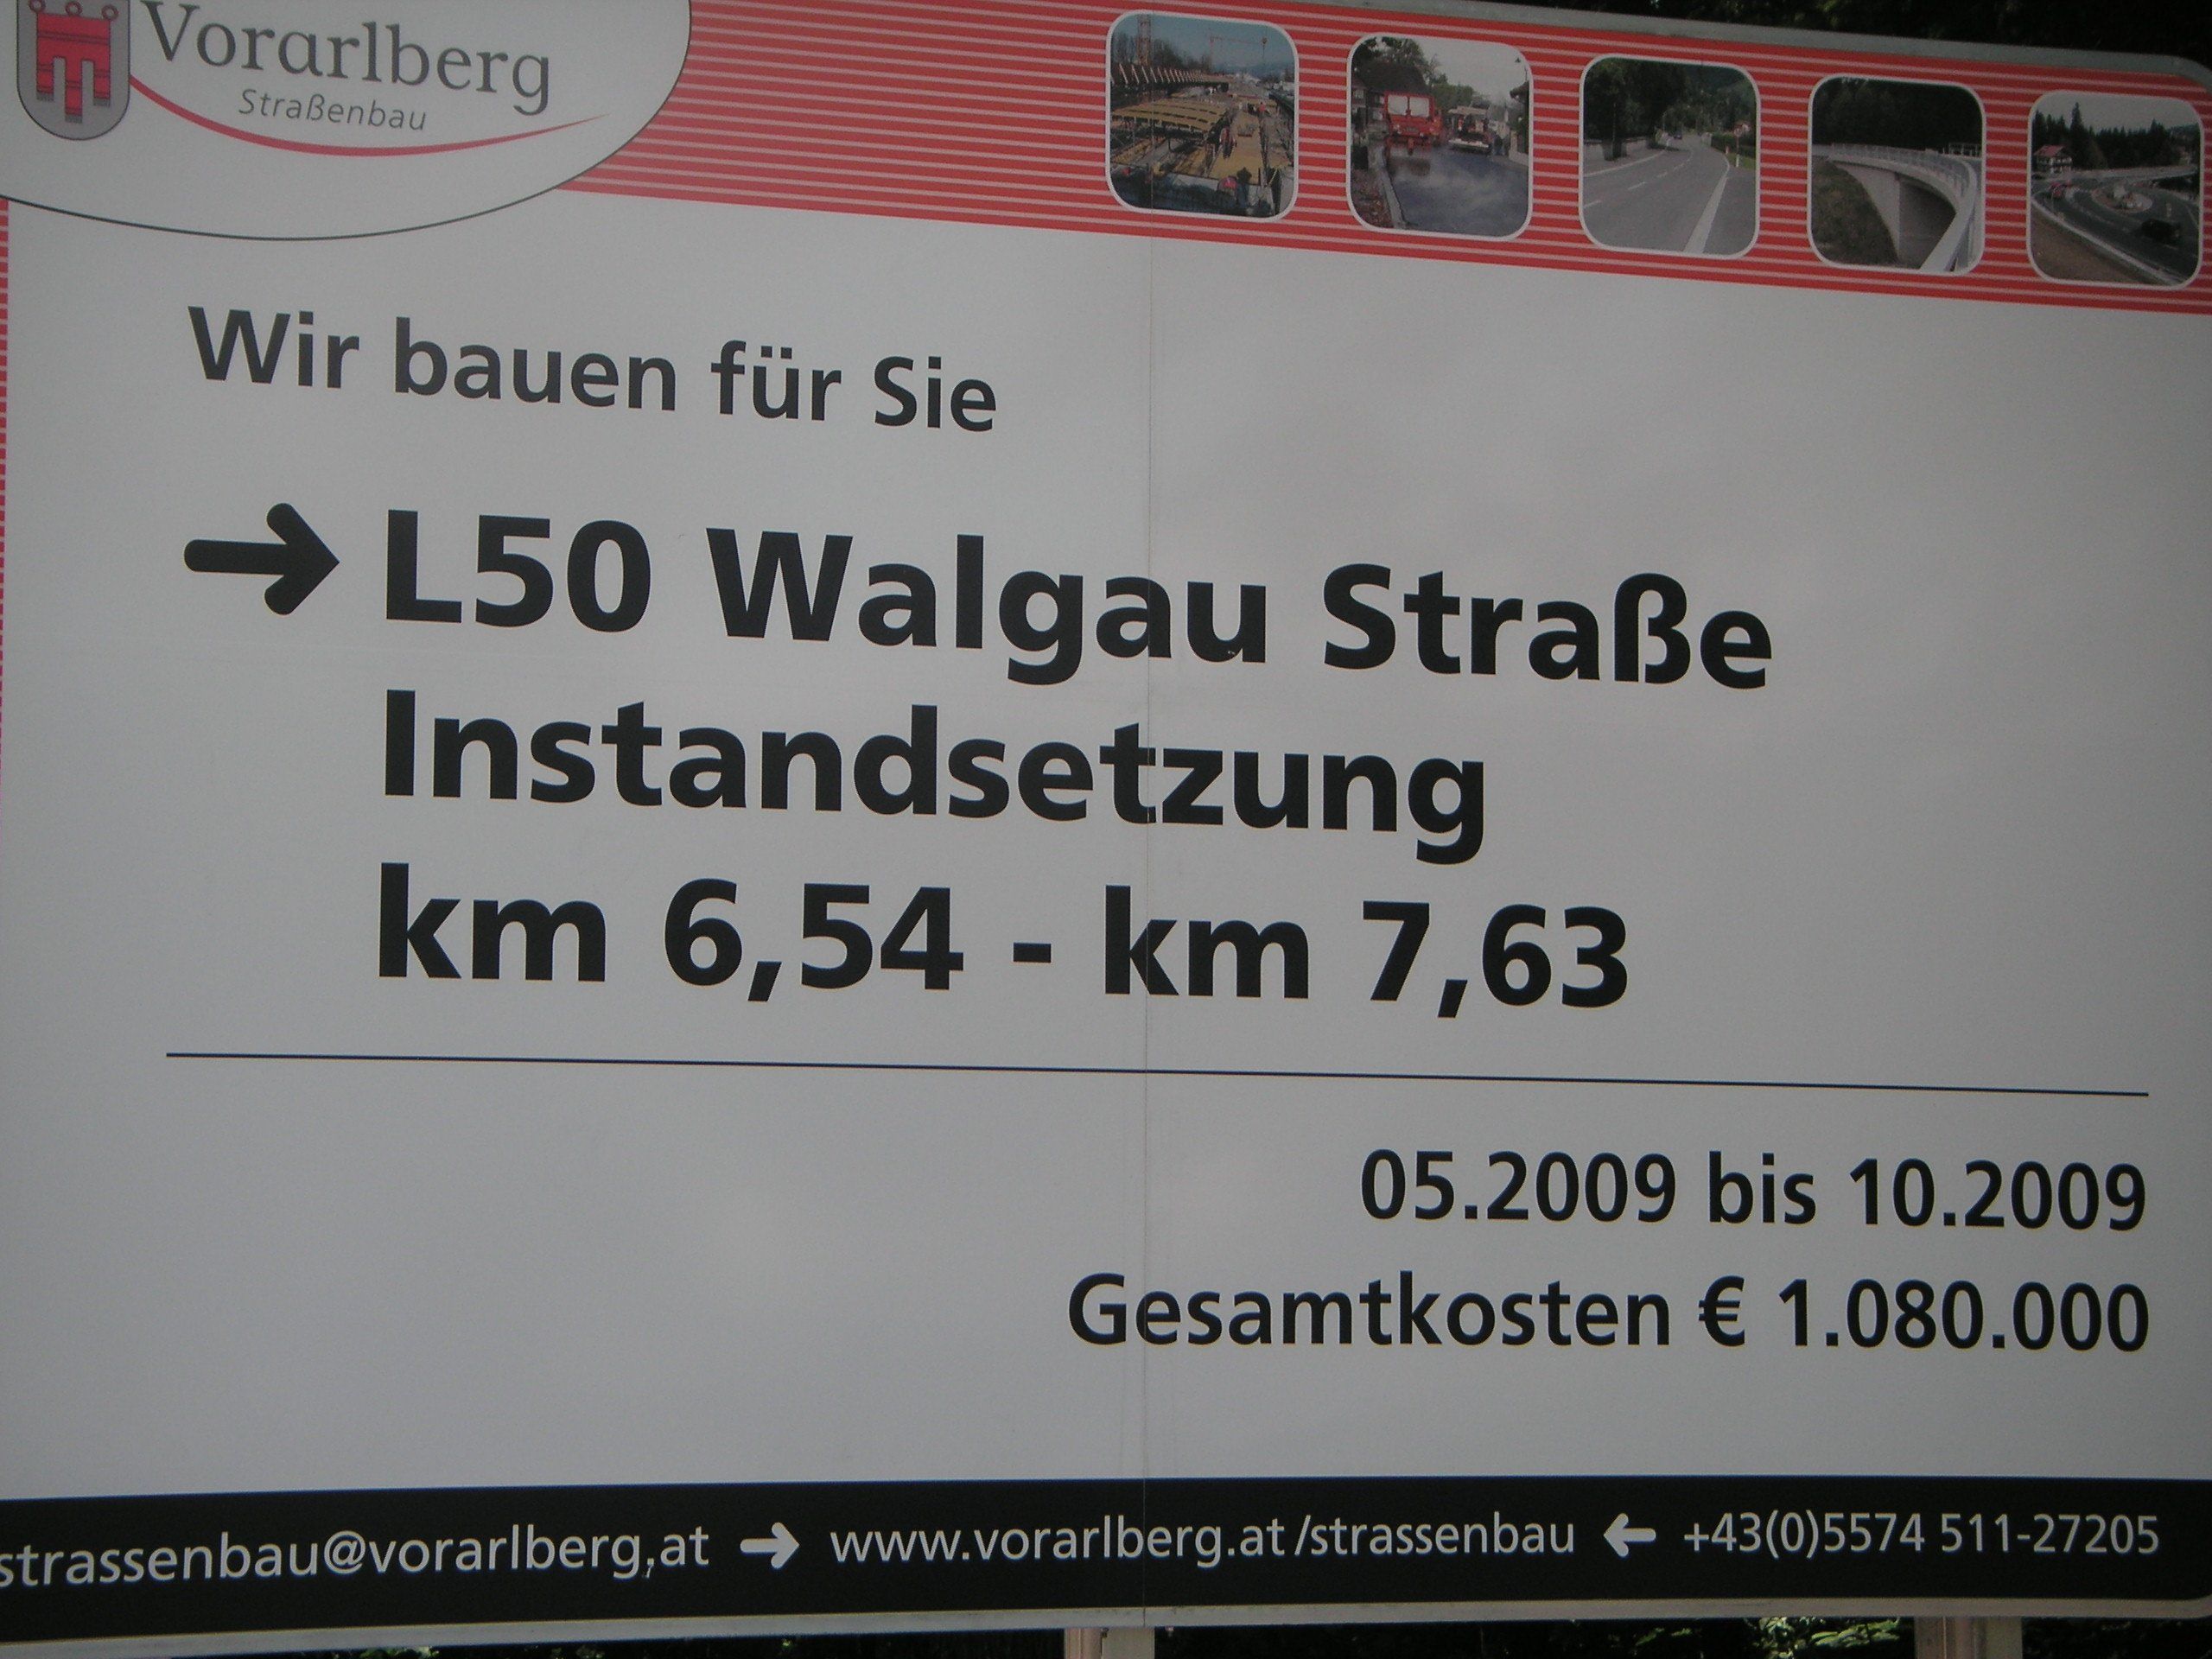 Vorarlberg
Straßenbau
Wir bauen für Sie
→ L50 Walgau Straße
Instandsetzung
km 6,54 - km 7,63
05.2009 bis 10.2009
Gesamtkosten € 1.080.000
strassenbau@vorarlberg,at → www.vorarlberg.at/strassenbau ← +43(0)5574 511-27205